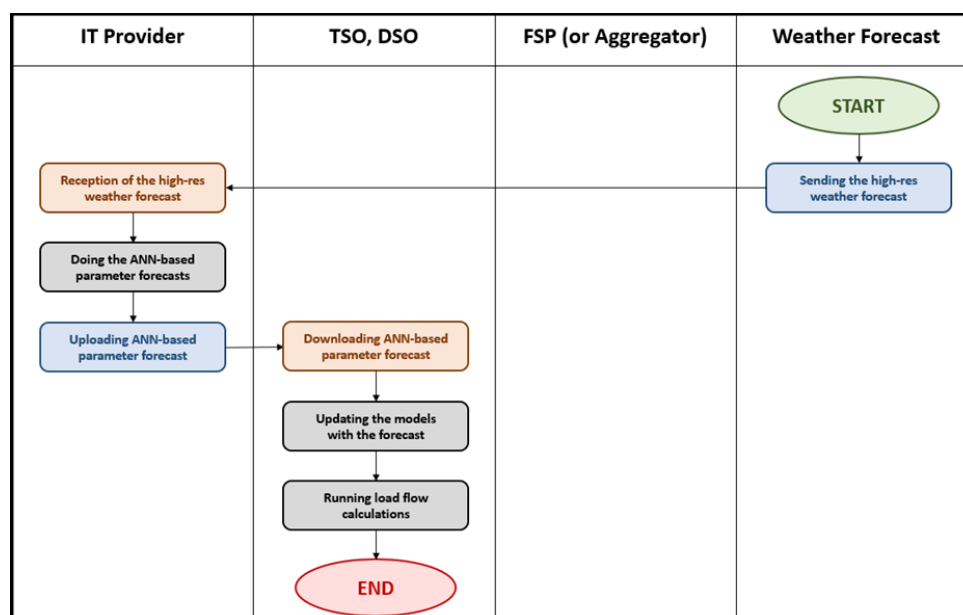 IT Provider
TSO, DSO
FSP (or Aggregator)
Weather Forecast
START
Reception of the high-res
weather forecast
Sending the high-res
weather forecast
Doing the ANN-based
parameter forecasts
Uploading ANN-based
parameter forecast
Downloading ANN-based
parameter forecast
Updating the models
with the forecast
Running load flow
calculations
END